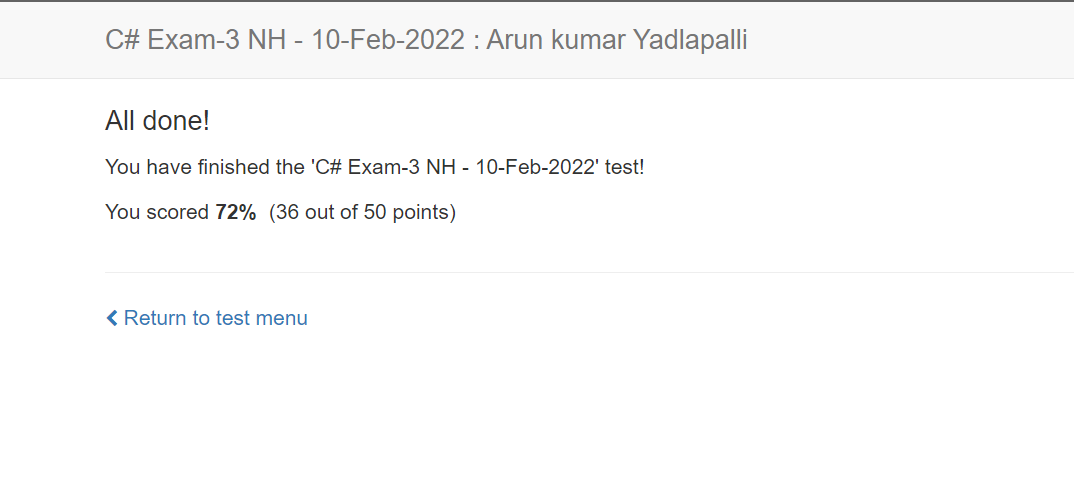 C# Exam-3 NH - 10-Feb-2022 : Arun kumar Yadlapalli
All done!
You have finished the 'C# Exam-3 NH - 10-Feb-2022' test!
You scored 72% (36 out of 50 points)
Return to test menu